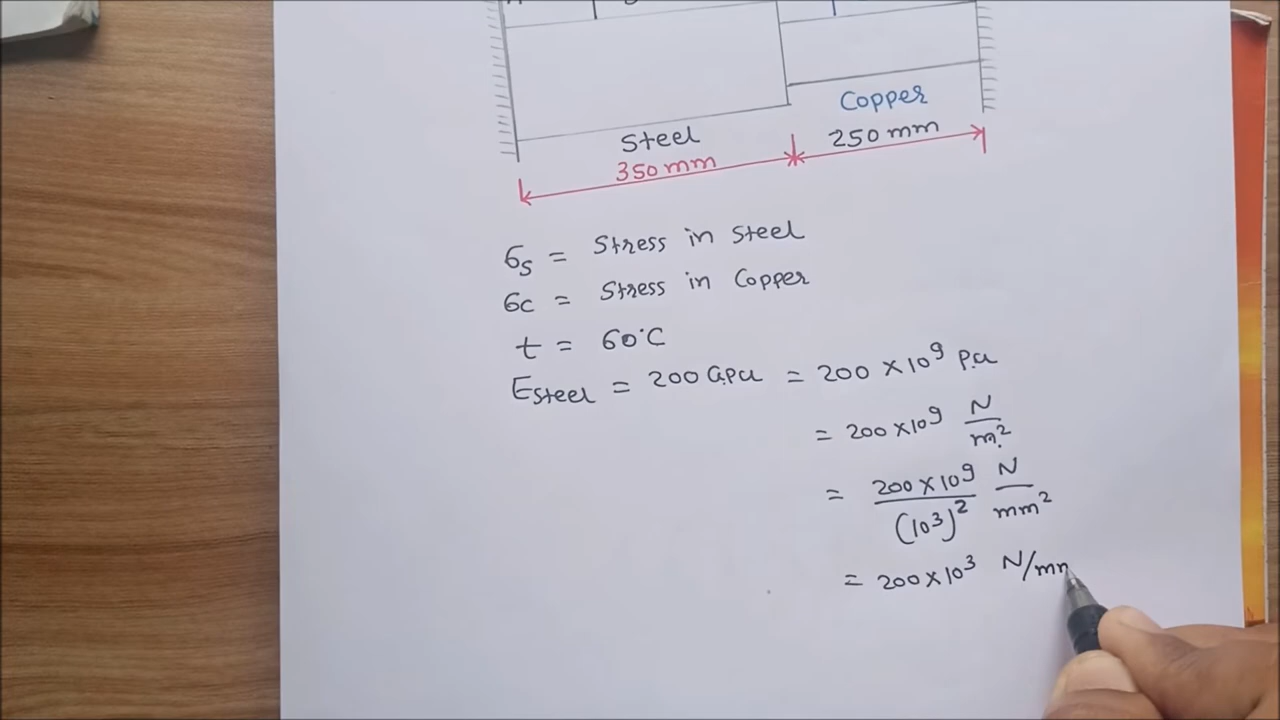 Steel
350 mm
Copper
250 mm
σs = Stress in steel
σc = Stress in Copper
t = 60°C
Esteel = 200 Gpa = 200 × 10⁹ Pa
= 200 × 10⁹ N/m²
= 200 × 10⁹/(10³)² N/mm²
= 200 × 10³ N/mm